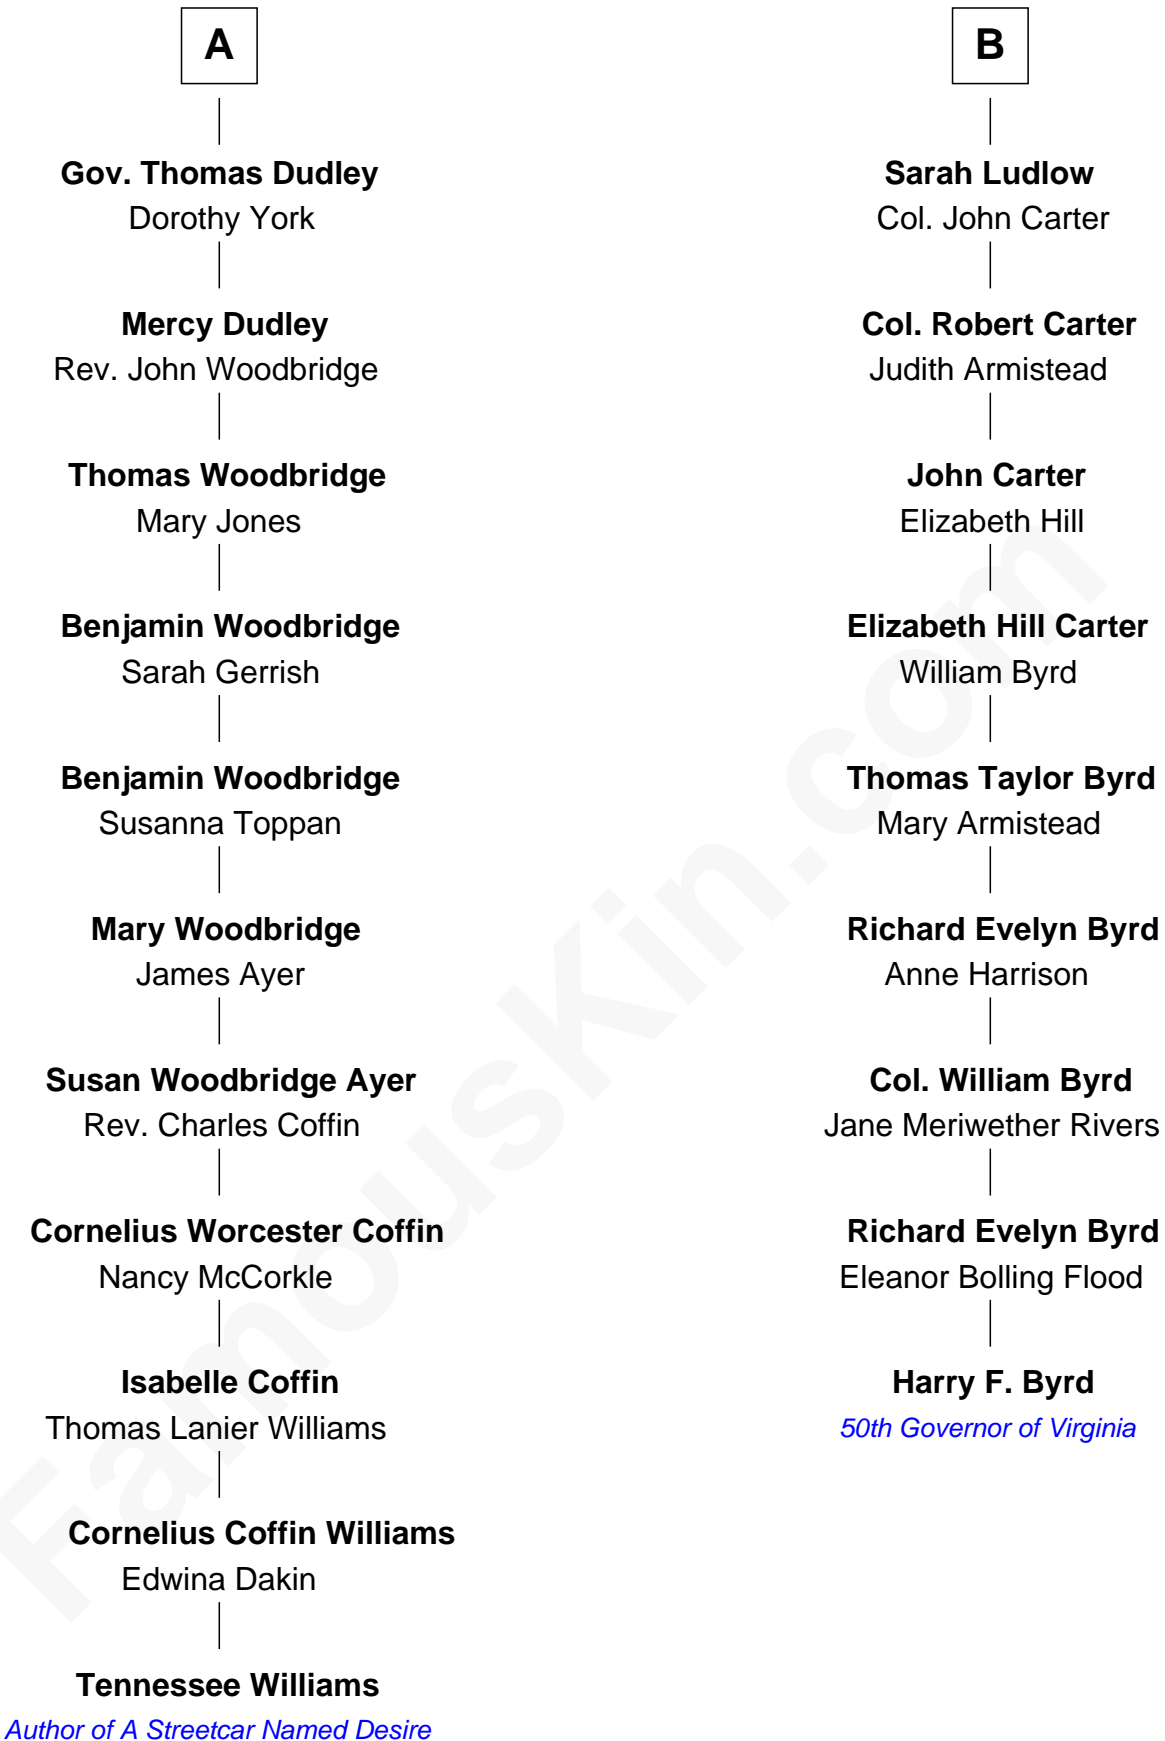 A
Gov. Thomas Dudley
Dorothy York
Mercy Dudley
Rev. John Woodbridge
Thomas Woodbridge
Mary Jones
Benjamin Woodbridge
Sarah Gerrish
Benjamin Woodbridge
Susanna Toppan
Mary Woodbridge
James Ayer
Susan Woodbridge Ayer
Rev. Charles Coffin
Cornelius Worcester Coffin
Nancy McCorkle
Isabelle Coffin
Thomas Lanier Williams
Cornelius Coffin Williams
Edwina Dakin
Tennessee Williams
Author of A Streetcar Named Desire
B
Sarah Ludlow
Col. John Carter
Col. Robert Carter
Judith Armistead
John Carter
Elizabeth Hill
Elizabeth Hill Carter
William Byrd
Thomas Taylor Byrd
Mary Armistead
Richard Evelyn Byrd
Anne Harrison
Col. William Byrd
Jane Meriwether Rivers
Richard Evelyn Byrd
Eleanor Bolling Flood
Harry F. Byrd
50th Governor of Virginia
FamousKin.com